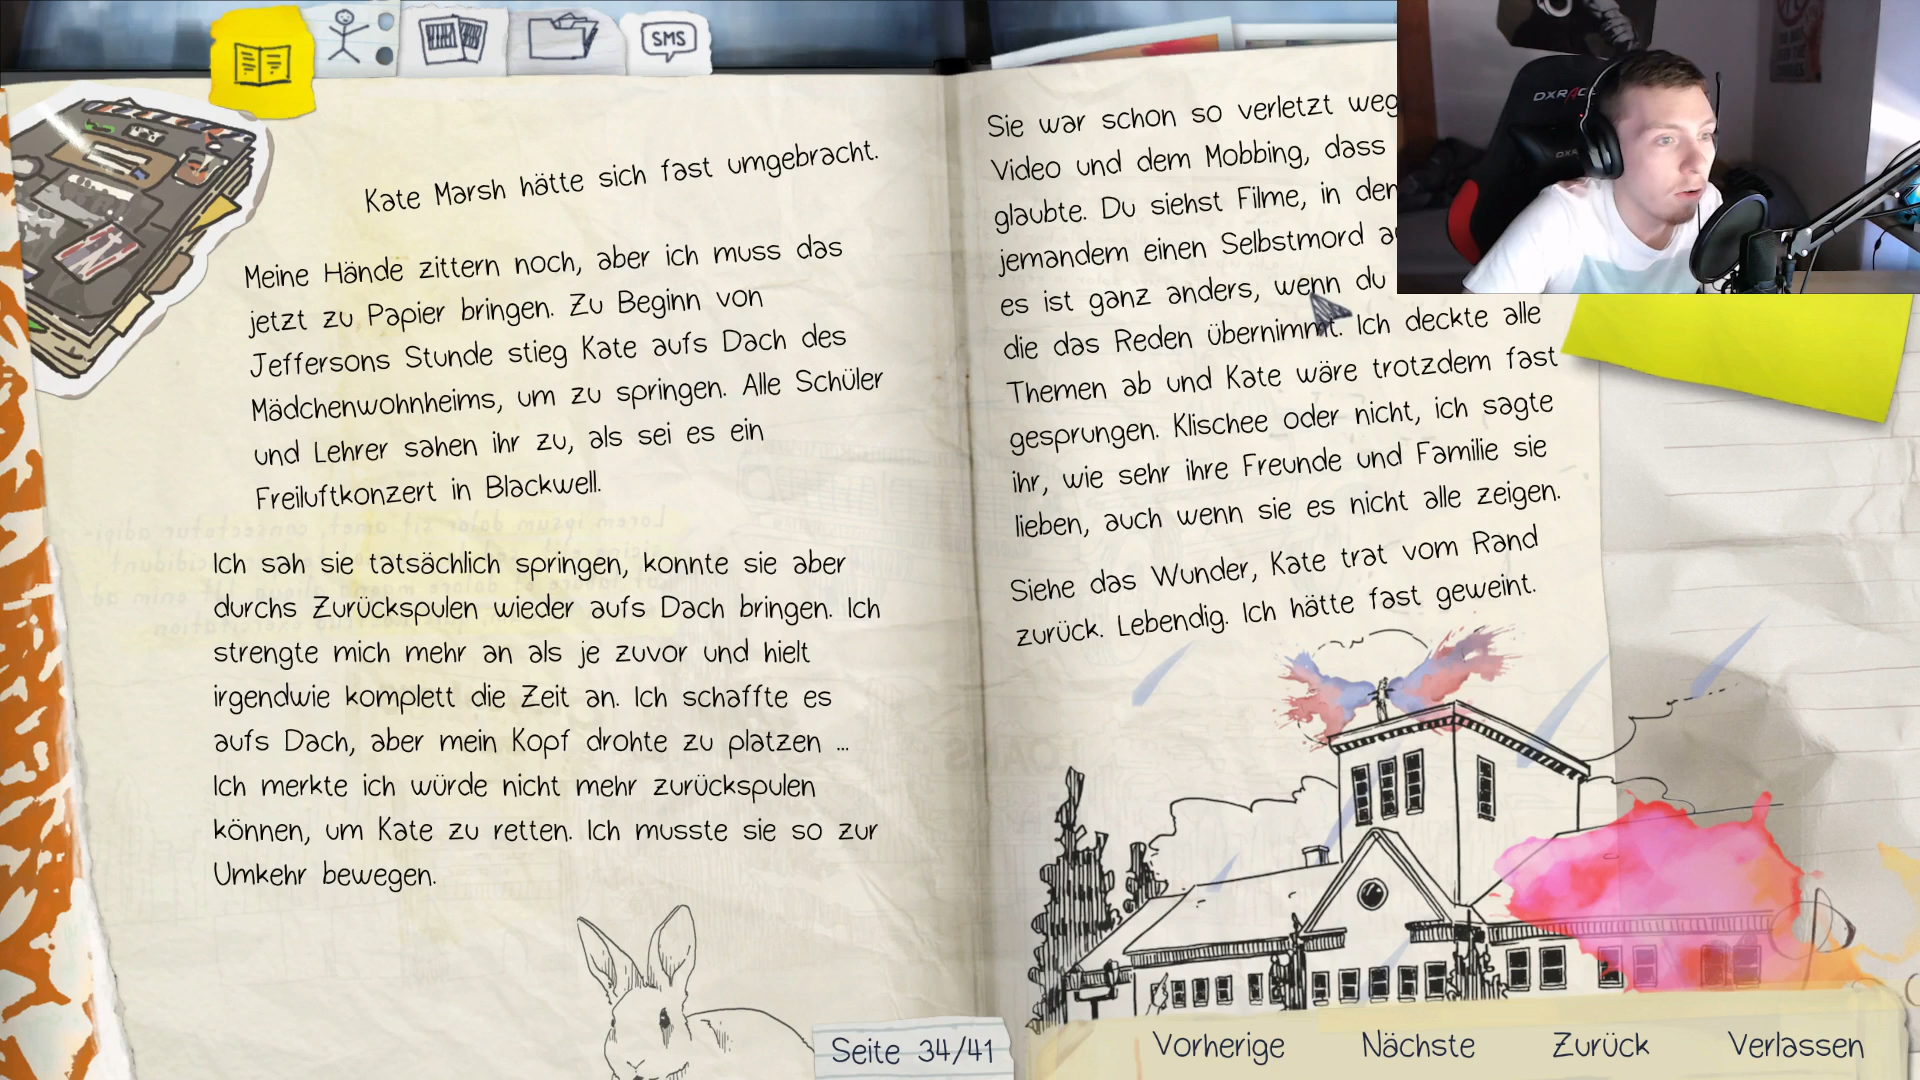 SMS
Kate Marsh hätte sich fast umgebracht.
Meine Hände zittern noch, aber ich muss das
jetzt zu Papier bringen. Zu Beginn von
Jeffersons Stunde stieg Kate aufs Dach des
Mädchenwohnheims, um zu springen. Alle Schüler
und Lehrer sahen ihr zu, als sei es ein
Freiluftkonzert in Blackwell.
Ich sah sie tatsächlich springen, konnte sie aber
durchs Zurückspulen wieder aufs Dach bringen. Ich
strengte mich mehr an als je zuvor und hielt
irgendwie komplett die Zeit an. Ich schaffte es
aufs Dach, aber mein Kopf drohte zu platzen ...
Ich merkte ich würde nicht mehr zurückspulen
können, um Kate zu retten. Ich musste sie so zur
Umkehr bewegen.
Sie war schon so verletzt weg
Video und dem Mobbing, dass
glaubte. Du siehst Filme, in den
jemandem einen Selbstmord a
es ist ganz anders, wenn du
die das Reden übernimmt. Ich deckte alle
Themen ab und Kate wäre trotzdem fast
gesprungen. Klischee oder nicht, ich sagte
ihr, wie sehr ihre Freunde und Familie sie
lieben, auch wenn sie es nicht alle zeigen.
Siehe das Wunder, Kate trat vom Rand
zurück. Lebendig. Ich hätte fast geweint.
DXRACE
Seite 34/41
Vorherige
Nächste
Zurück
Verlassen